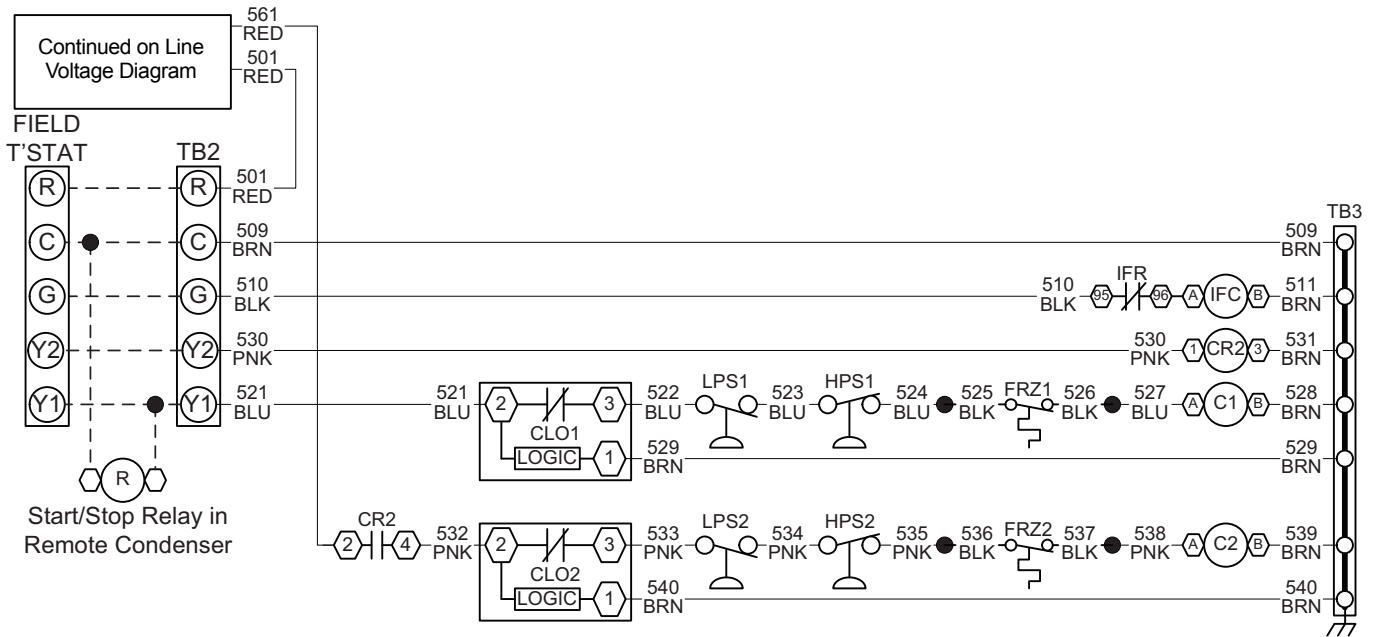 561
RED
Continued on Line
Voltage Diagram
501
RED
FIELD
T'STAT
TB2
R
R
501
RED
TB3
C
C
509
BRN
509
BRN
G
G
510
BLK
510
BLK
95
IFR
96
A
IFC
B
511
BRN
Y2
Y2
530
PNK
530
PNK
1
CR2
3
531
BRN
Y1
Y1
521
BLU
521
BLU
2
3
CLO1
LOGIC
1
522
BLU
LPS1
523
BLU
HPS1
524
BLU
525
BLK
FRZ1
526
BLK
527
BLU
A
C1
B
528
BRN
529
BRN
529
BRN
R
Start/Stop Relay in
Remote Condenser
2
CR2
4
532
PNK
2
3
CLO2
LOGIC
1
533
PNK
LPS2
534
PNK
HPS2
535
PNK
536
BLK
FRZ2
537
BLK
538
PNK
A
C2
B
539
BRN
540
BRN
540
BRN